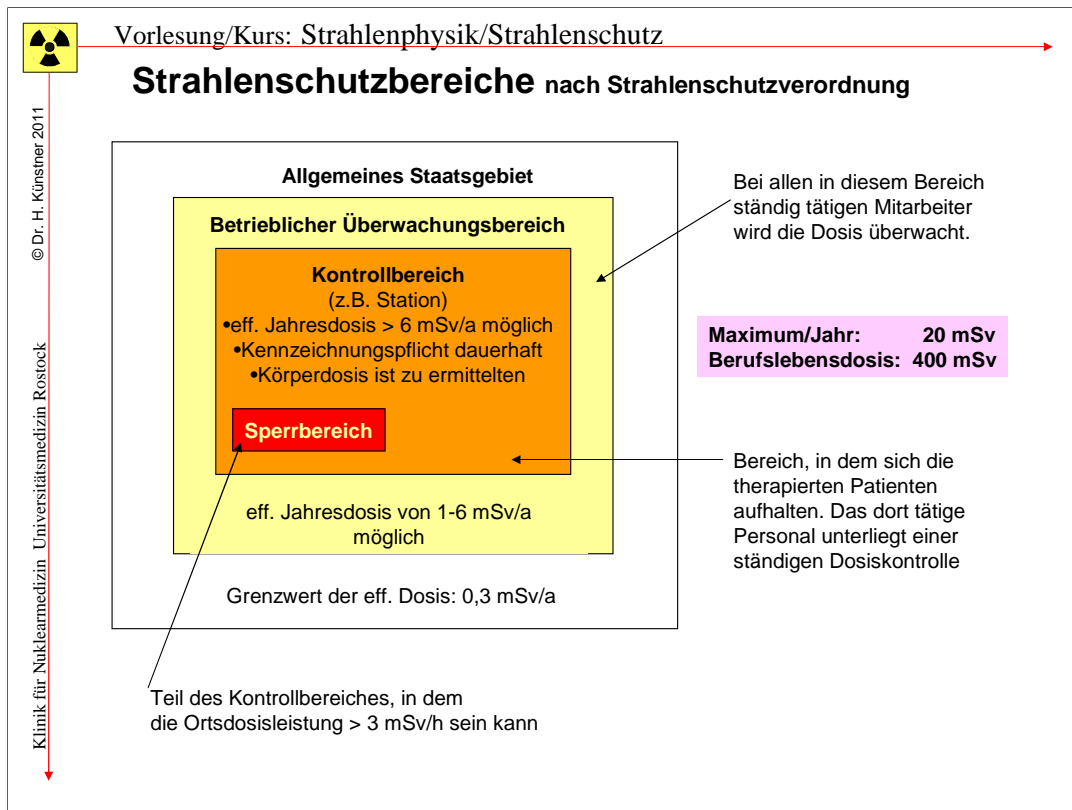 Vorlesung/Kurs: Strahlenphysik/Strahlenschutz
Strahlenschutzbereiche nach Strahlenschutzverordnung
© Dr. H. Künstner 2011
Klinik für Nuklearmedizin Universitätsmedizin Rostock
Allgemeines Staatsgebiet
Betrieblicher Überwachungsbereich
Kontrollbereich
(z.B. Station)
•eff. Jahresdosis > 6 mSv/a möglich
•Kennzeichnungspflicht dauerhaft
•Körperdosis ist zu ermittelten
Sperrbereich
eff. Jahresdosis von 1-6 mSv/a
möglich
Grenzwert der eff. Dosis: 0,3 mSv/a
Bei allen in diesem Bereich
ständig tätigen Mitarbeiter
wird die Dosis überwacht.
Maximum/Jahr: 20 mSv
Berufslebensdosis: 400 mSv
Bereich, in dem sich die
therapierten Patienten
aufhalten. Das dort tätige
Personal unterliegt einer
ständigen Dosiskontrolle
Teil des Kontrollbereiches, in dem
die Ortsdosisleistung > 3 mSv/h sein kann